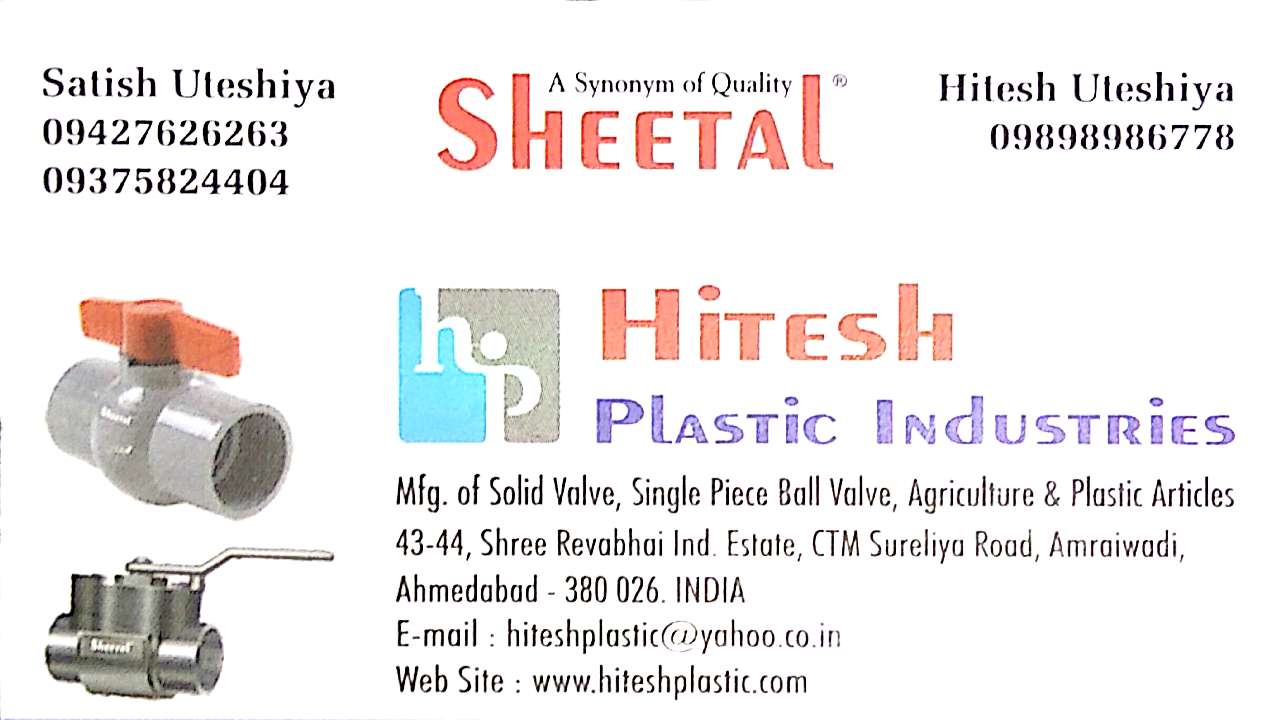 Satish Uteshiya
09427626263
09375824404
A Synonym of Quality ®
SHEETAL
Hitesh Uteshiya
09898986778
Sheetal
Sheetal
hp
HiTESH
PLASTiC INdUSTRiES
Mfg. of Solid Valve, Single Piece Ball Valve, Agriculture & Plastic Articles
43-44, Shree Revabhai Ind. Estate, CTM Sureliya Road, Amraiwadi,
Ahmedabad - 380 026. INDIA
E-mail : hiteshplastic@yahoo.co.in
Web Site : www.hiteshplastic.com